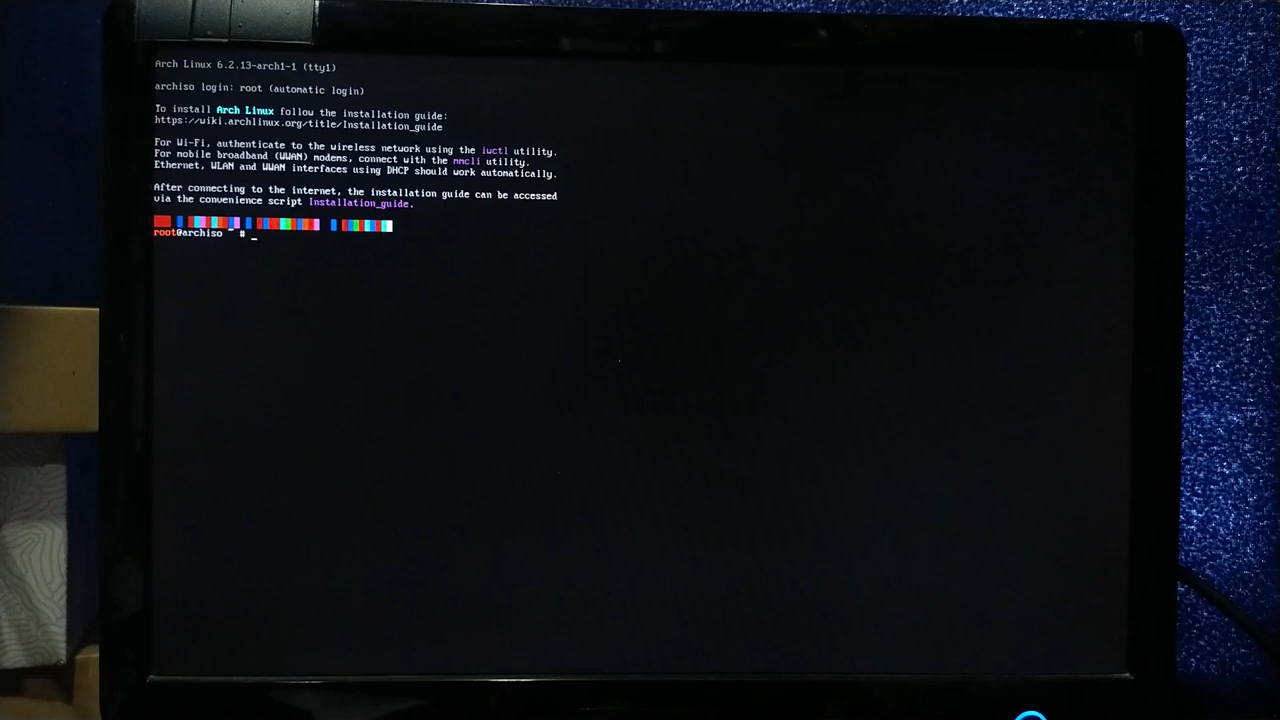 Arch Linux 6.2.13-arch1-1 (tty1)
archiso login: root (automatic login)
To install Arch Linux follow the installation guide:
https://wiki.archlinux.org/title/Installation_guide
For Wi-Fi, authenticate to the wireless network using the iwctl utility.
For mobile broadband (WWAN) modems, connect with the mmcli utility.
Ethernet, WLAN and WWAN interfaces using DHCP should work automatically.
After connecting to the internet, the installation guide can be accessed
via the convenience script Installation_guide.
root@archiso ~ # _